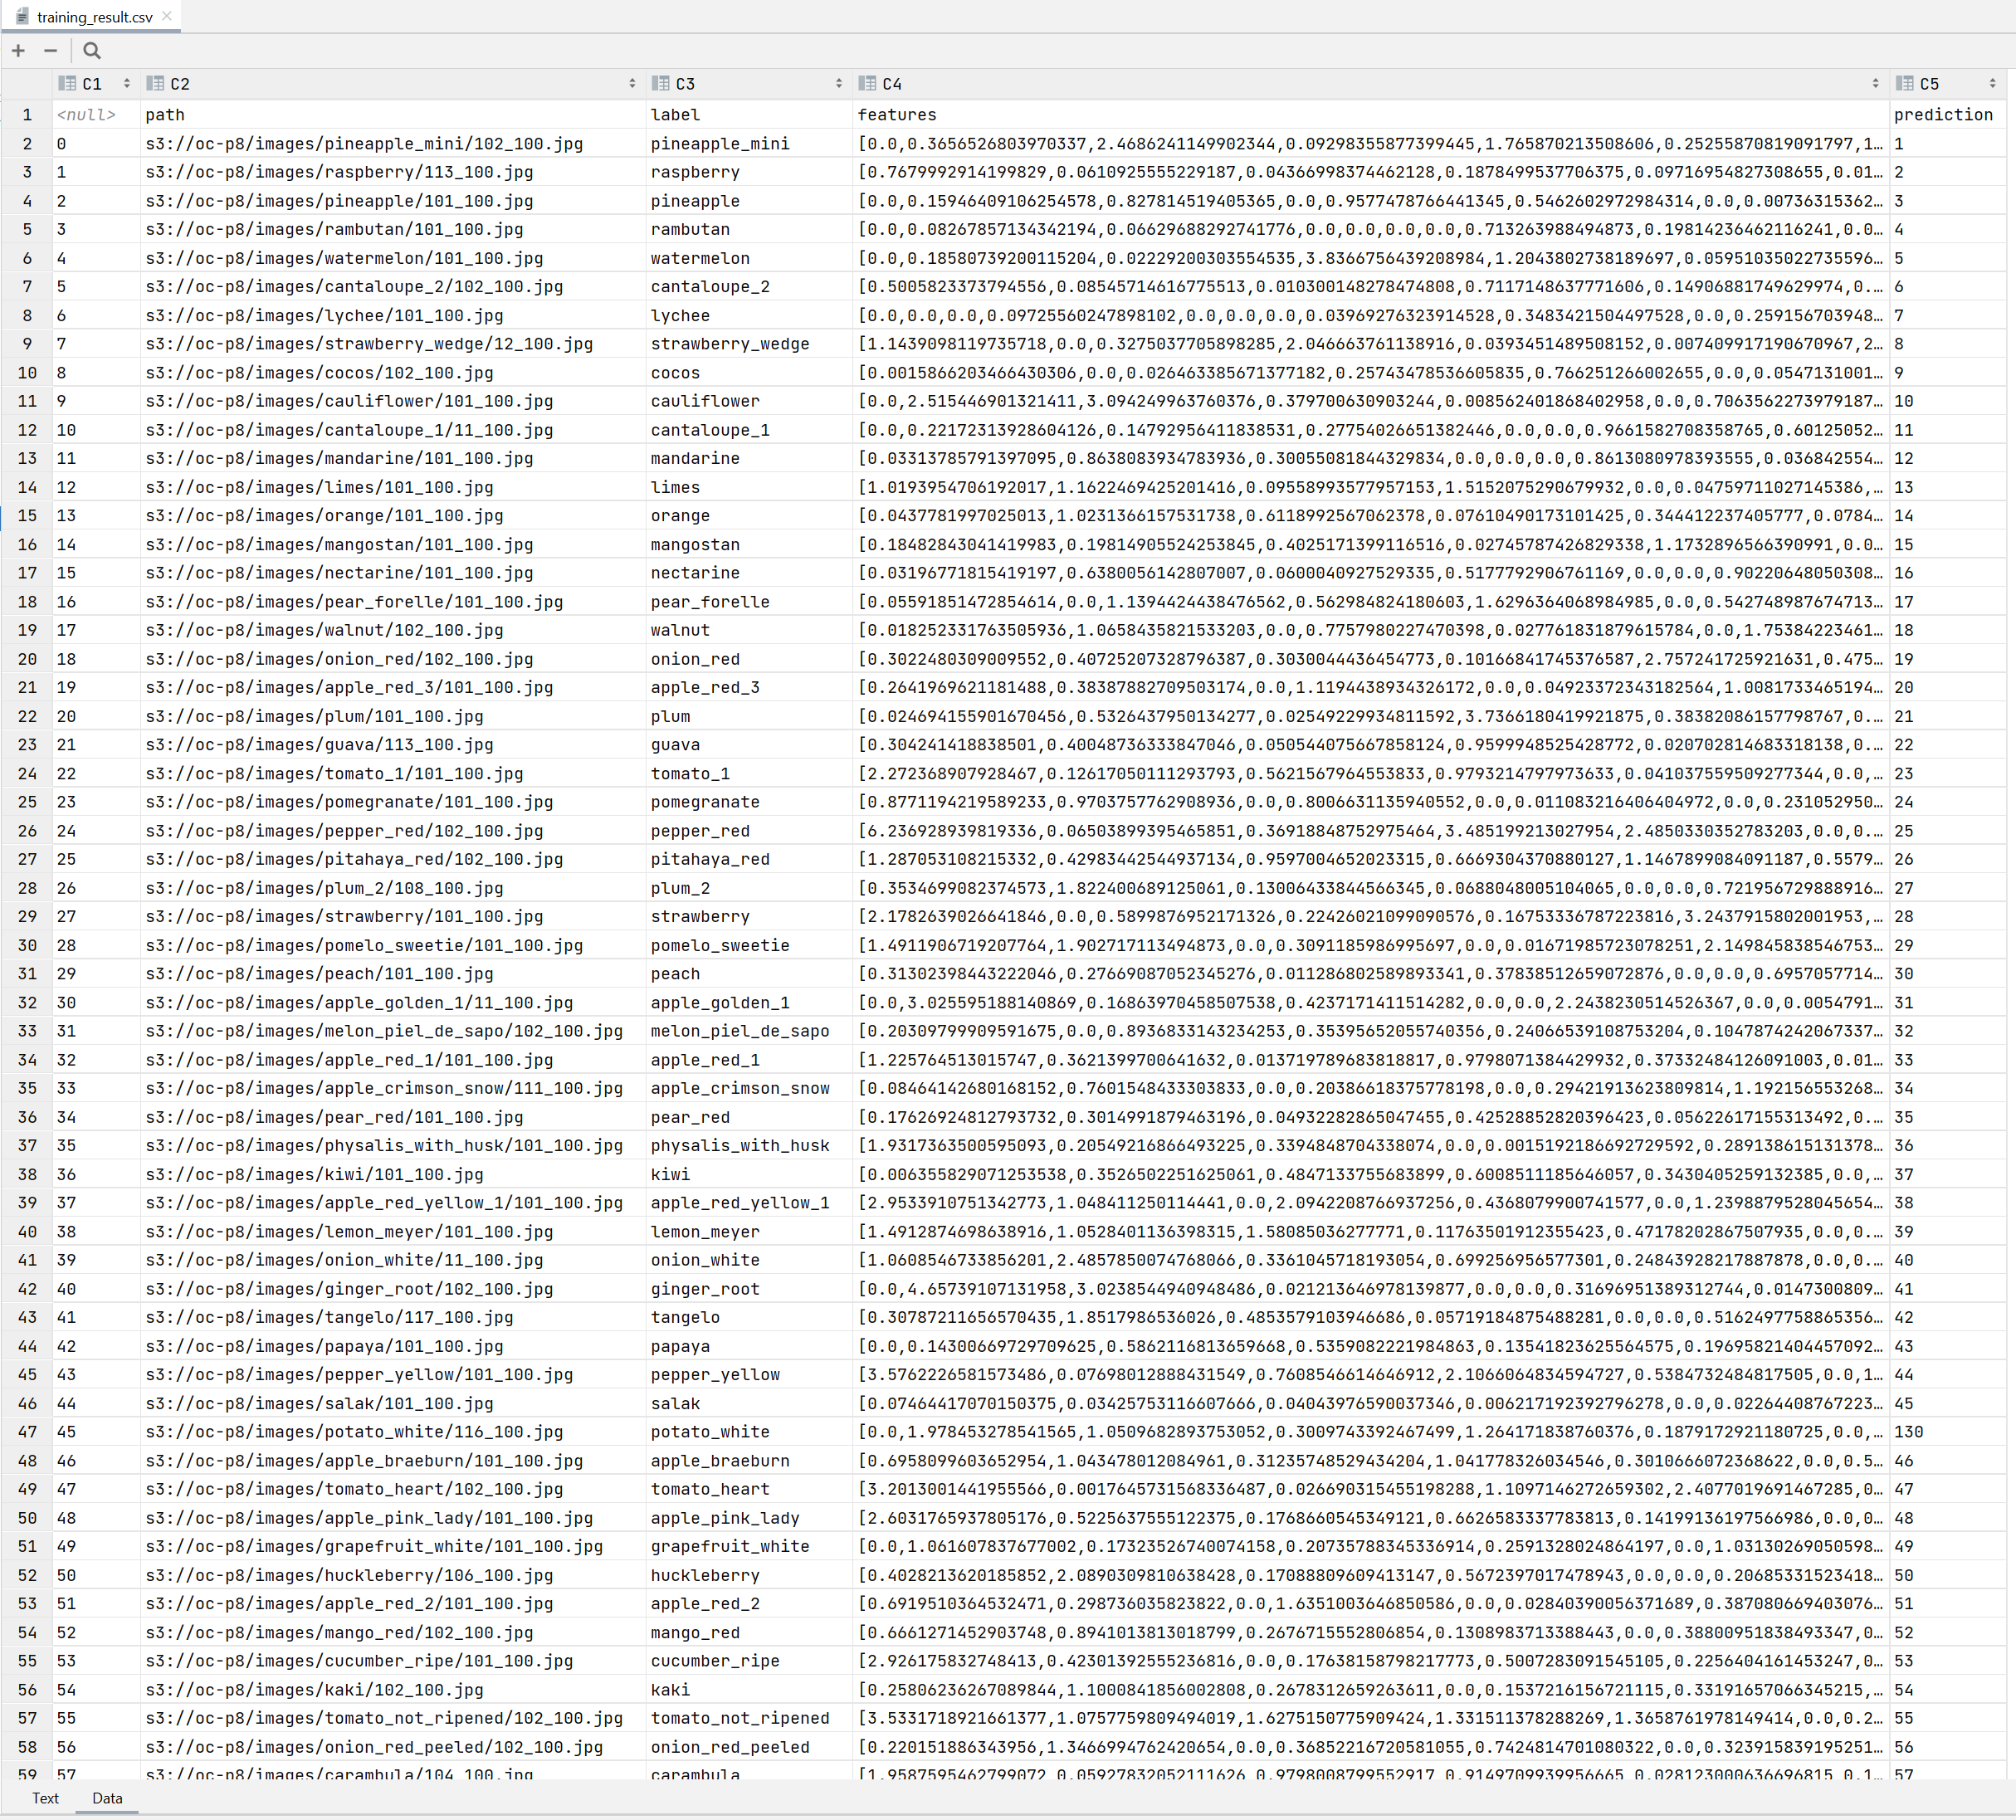 training_result.csv
C1 C2 C3 C4 C5
1 <null> path label features prediction
2 0 s3://oc-p8/images/pineapple_mini/102_100.jpg pineapple_mini [0.0,0.3656526803970337,2.4686241149902344,0.09298355877399445,1.765870213508606,0.25255870819091797,1… 1
3 1 s3://oc-p8/images/raspberry/113_100.jpg raspberry [0.7679992914199829,0.0610925555229187,0.04366998374462128,0.1878499537706375,0.09716954827308655,0.01… 2
4 2 s3://oc-p8/images/pineapple/101_100.jpg pineapple [0.0,0.15946409106254578,0.827814519405365,0.0,0.9577478766441345,0.5462602972984314,0.0,0.00736315362… 3
5 3 s3://oc-p8/images/rambutan/101_100.jpg rambutan [0.0,0.08267857134342194,0.06629688292741776,0.0,0.0,0.0,0.0,0.713263988494873,0.19814236462116241,0.0… 4
6 4 s3://oc-p8/images/watermelon/101_100.jpg watermelon [0.0,0.18580739200115204,0.02229200303554535,3.8366756439208984,1.2043802738189697,0.05951035022735596… 5
7 5 s3://oc-p8/images/cantaloupe_2/102_100.jpg cantaloupe_2 [0.5005823373794556,0.08545714616775513,0.010300148278474808,0.7117148637771606,0.14906881749629974,0.… 6
8 6 s3://oc-p8/images/lychee/101_100.jpg lychee [0.0,0.0,0.0,0.09725560247898102,0.0,0.0,0.0,0.03969276323914528,0.3483421504497528,0.0,0.259156703948… 7
9 7 s3://oc-p8/images/strawberry_wedge/12_100.jpg strawberry_wedge [1.1439098119735718,0.0,0.3275037705898285,2.046663761138916,0.0393451489508152,0.007409917190670967,2… 8
10 8 s3://oc-p8/images/cocos/102_100.jpg cocos [0.0015866203466430306,0.0,0.026463385671377182,0.25743478536605835,0.766251266002655,0.0,0.0547131001… 9
11 9 s3://oc-p8/images/cauliflower/101_100.jpg cauliflower [0.0,2.515446901321411,3.094249963760376,0.379700630903244,0.008562401868402958,0.0,0.7063562273979187… 10
12 10 s3://oc-p8/images/cantaloupe_1/11_100.jpg cantaloupe_1 [0.0,0.22172313928604126,0.14792956411838531,0.27754026651382446,0.0,0.0,0.9661582708358765,0.60125052… 11
13 11 s3://oc-p8/images/mandarine/101_100.jpg mandarine [0.03313785791397095,0.8638083934783936,0.30055081844329834,0.0,0.0,0.0,0.8613080978393555,0.036842554… 12
14 12 s3://oc-p8/images/limes/101_100.jpg limes [1.0193954706192017,1.1622469425201416,0.09558993577957153,1.5152075290679932,0.0,0.04759711027145386,… 13
15 13 s3://oc-p8/images/orange/101_100.jpg orange [0.0437781997025013,1.0231366157531738,0.6118992567062378,0.07610490173101425,0.344412237405777,0.0784… 14
16 14 s3://oc-p8/images/mangostan/101_100.jpg mangostan [0.18482843041419983,0.19814905524253845,0.4025171399116516,0.02745787426829338,1.1732896566390991,0.0… 15
17 15 s3://oc-p8/images/nectarine/101_100.jpg nectarine [0.03196771815419197,0.6380056142807007,0.0600040927529335,0.5177792906761169,0.0,0.0,0.90220648050308… 16
18 16 s3://oc-p8/images/pear_forelle/101_100.jpg pear_forelle [0.05591851472854614,0.0,1.1394424438476562,0.562984824180603,1.6296364068984985,0.0,0.542748987674713… 17
19 17 s3://oc-p8/images/walnut/102_100.jpg walnut [0.018252331763505936,1.0658435821533203,0.0,0.7757980227470398,0.027761831879615784,0.0,1.75384223461… 18
20 18 s3://oc-p8/images/onion_red/102_100.jpg onion_red [0.3022480309009552,0.40725207328796387,0.3030044436454773,0.10166841745376587,2.757241725921631,0.475… 19
21 19 s3://oc-p8/images/apple_red_3/101_100.jpg apple_red_3 [0.2641969621181488,0.38387882709503174,0.0,1.1194438934326172,0.0,0.04923372343182564,1.0081733465194… 20
22 20 s3://oc-p8/images/plum/101_100.jpg plum [0.024694155901670456,0.5326437950134277,0.02549229934811592,3.7366180419921875,0.38382086157798767,0.… 21
23 21 s3://oc-p8/images/guava/113_100.jpg guava [0.304241418838501,0.40048736333847046,0.050544075667858124,0.9599948525428772,0.020702814683318138,0.… 22
24 22 s3://oc-p8/images/tomato_1/101_100.jpg tomato_1 [2.272368907928467,0.12617050111293793,0.5621567964553833,0.9793214797973633,0.041037559509277344,0.0,… 23
25 23 s3://oc-p8/images/pomegranate/101_100.jpg pomegranate [0.8771194219589233,0.9703757762908936,0.0,0.8006631135940552,0.0,0.011083216406404972,0.0,0.231052950… 24
26 24 s3://oc-p8/images/pepper_red/102_100.jpg pepper_red [6.236928939819336,0.06503899395465851,0.36918848752975464,3.485199213027954,2.4850330352783203,0.0,0.… 25
27 25 s3://oc-p8/images/pitahaya_red/102_100.jpg pitahaya_red [1.287053108215332,0.42983442544937134,0.9597004652023315,0.6669304370880127,1.1467899084091187,0.5579… 26
28 26 s3://oc-p8/images/plum_2/108_100.jpg plum_2 [0.3534699082374573,1.822400689125061,0.13006433844566345,0.0688048005104065,0.0,0.0,0.721956729888916… 27
29 27 s3://oc-p8/images/strawberry/101_100.jpg strawberry [2.1782639026641846,0.0,0.5899876952171326,0.22426021099090576,0.16753336787223816,3.2437915802001953,… 28
30 28 s3://oc-p8/images/pomelo_sweetie/101_100.jpg pomelo_sweetie [1.4911906719207764,1.902717113494873,0.0,0.3091185986995697,0.0,0.01671985723078251,2.149845838546753… 29
31 29 s3://oc-p8/images/peach/101_100.jpg peach [0.31302398443222046,0.27669087052345276,0.011286802589893341,0.37838512659072876,0.0,0.0,0.6957057714… 30
32 30 s3://oc-p8/images/apple_golden_1/11_100.jpg apple_golden_1 [0.0,3.025595188140869,0.16863970458507538,0.4237171411514282,0.0,0.0,2.2438230514526367,0.0,0.0054791… 31
33 31 s3://oc-p8/images/melon_piel_de_sapo/102_100.jpg melon_piel_de_sapo [0.20309799909591675,0.0,0.8936833143234253,0.35395652055740356,0.24066539108753204,0.1047874242067337… 32
34 32 s3://oc-p8/images/apple_red_1/101_100.jpg apple_red_1 [1.225764513015747,0.3621399700641632,0.013719789683818817,0.9798071384429932,0.37332484126091003,0.01… 33
35 33 s3://oc-p8/images/apple_crimson_snow/111_100.jpg apple_crimson_snow [0.08464142680168152,0.7601548433303833,0.0,0.20386618375778198,0.0,0.29421913623809814,1.192156553268… 34
36 34 s3://oc-p8/images/pear_red/101_100.jpg pear_red [0.17626924812793732,0.3014991879463196,0.04932282865047455,0.42528852820396423,0.05622617155313492,0.… 35
37 35 s3://oc-p8/images/physalis_with_husk/101_100.jpg physalis_with_husk [1.9317363500595093,0.20549216866493225,0.3394848704338074,0.0,0.0015192186692729592,0.289138615131378… 36
38 36 s3://oc-p8/images/kiwi/101_100.jpg kiwi [0.006355829071253538,0.3526502251625061,0.4847133755683899,0.6008511185646057,0.3430405259132385,0.0,… 37
39 37 s3://oc-p8/images/apple_red_yellow_1/101_100.jpg apple_red_yellow_1 [2.9533910751342773,1.048411250114441,0.0,2.0942208766937256,0.4368079900741577,0.0,1.2398879528045654… 38
40 38 s3://oc-p8/images/lemon_meyer/101_100.jpg lemon_meyer [1.4912874698638916,1.0528401136398315,1.58085036277771,0.11763501912355423,0.47178202867507935,0.0,0.… 39
41 39 s3://oc-p8/images/onion_white/11_100.jpg onion_white [1.0608546733856201,2.4857850074768066,0.3361045718193054,0.699256956577301,0.24843928217887878,0.0,0.… 40
42 40 s3://oc-p8/images/ginger_root/102_100.jpg ginger_root [0.0,4.65739107131958,3.0238544940948486,0.021213646978139877,0.0,0.0,0.31696951389312744,0.0147300809… 41
43 41 s3://oc-p8/images/tangelo/117_100.jpg tangelo [0.30787211656570435,1.8517986536026,0.4853579103946686,0.05719184875488281,0.0,0.0,0.5162497758865356… 42
44 42 s3://oc-p8/images/papaya/101_100.jpg papaya [0.0,0.14300669729709625,0.5862116813659668,0.5359082221984863,0.13541823625564575,0.19695821404457092… 43
45 43 s3://oc-p8/images/pepper_yellow/101_100.jpg pepper_yellow [3.5762226581573486,0.07698012888431549,0.7608546614646912,2.1066064834594727,0.5384732484817505,0.0,1… 44
46 44 s3://oc-p8/images/salak/101_100.jpg salak [0.07464417070150375,0.03425753116607666,0.04043976590037346,0.006217192392796278,0.0,0.02264408767223… 45
47 45 s3://oc-p8/images/potato_white/116_100.jpg potato_white [0.0,1.978453278541565,1.0509682893753052,0.3009743392467499,1.264171838760376,0.1879172921180725,0.0,… 130
48 46 s3://oc-p8/images/apple_braeburn/101_100.jpg apple_braeburn [0.6958099603652954,1.043478012084961,0.31235748529434204,1.041778326034546,0.3010666072368622,0.0,0.5… 46
49 47 s3://oc-p8/images/tomato_heart/102_100.jpg tomato_heart [3.2013001441955566,0.0017645731568336487,0.026690315455198288,1.1097146272659302,2.4077019691467285,0… 47
50 48 s3://oc-p8/images/apple_pink_lady/101_100.jpg apple_pink_lady [2.6031765937805176,0.5225637555122375,0.1768660545349121,0.6626583337783813,0.14199136197566986,0.0,0… 48
51 49 s3://oc-p8/images/grapefruit_white/101_100.jpg grapefruit_white [0.0,1.061607837677002,0.17323526740074158,0.20735788345336914,0.2591328024864197,0.0,1.03130269050598… 49
52 50 s3://oc-p8/images/huckleberry/106_100.jpg huckleberry [0.4028213620185852,2.0890309810638428,0.17088809609413147,0.5672397017478943,0.0,0.0,0.20685331523418… 50
53 51 s3://oc-p8/images/apple_red_2/101_100.jpg apple_red_2 [0.6919510364532471,0.298736035823822,0.0,1.6351003646850586,0.0,0.02840390056371689,0.387080669403076… 51
54 52 s3://oc-p8/images/mango_red/102_100.jpg mango_red [0.6661271452903748,0.8941013813018799,0.2676715552806854,0.1308983713388443,0.0,0.38800951838493347,0… 52
55 53 s3://oc-p8/images/cucumber_ripe/101_100.jpg cucumber_ripe [2.926175832748413,0.42301392555236816,0.0,0.17638158798217773,0.5007283091545105,0.2256404161453247,0… 53
56 54 s3://oc-p8/images/kaki/102_100.jpg kaki [0.25806236267089844,1.1000841856002808,0.2678312659263611,0.0,0.1537216156721115,0.33191657066345215,… 54
57 55 s3://oc-p8/images/tomato_not_ripened/102_100.jpg tomato_not_ripened [3.5331718921661377,1.0757759809494019,1.6275150775909424,1.331511378288269,1.3658761978149414,0.0,0.2… 55
58 56 s3://oc-p8/images/onion_red_peeled/102_100.jpg onion_red_peeled [0.220151886343956,1.3466994762420654,0.0,0.36852216720581055,0.7424814701080322,0.0,0.323915839195251… 56
59 57 s3://oc-p8/images/carambula/104_100.jpg carambula [1.9587595462799072,0.05927832052111626,0.9798008799552917,0.9149709939956665,0.028123000636696815,0.1… 57
Text Data